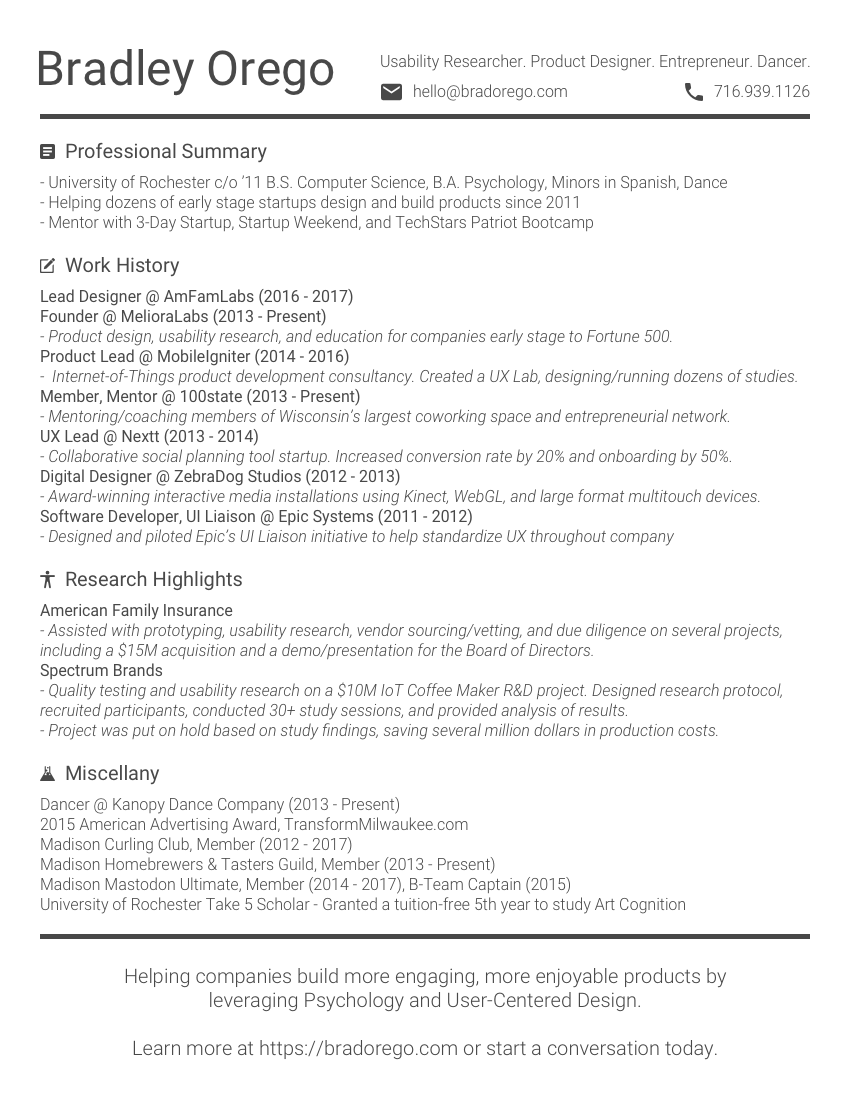 Bradley Orego
Usability Researcher. Product Designer. Entrepreneur. Dancer.
hello@bradorego.com 716.939.1126
Professional Summary
- University of Rochester c/o '11 B.S. Computer Science, B.A. Psychology, Minors in Spanish, Dance
- Helping dozens of early stage startups design and build products since 2011
- Mentor with 3-Day Startup, Startup Weekend, and TechStars Patriot Bootcamp
Work History
Lead Designer @ AmFamLabs (2016 - 2017)
Founder @ MelioraLabs (2013 - Present)
- Product design, usability research, and education for companies early stage to Fortune 500.
Product Lead @ MobileIgniter (2014 - 2016)
- Internet-of-Things product development consultancy. Created a UX Lab, designing/running dozens of studies.
Member, Mentor @ 100state (2013 - Present)
- Mentoring/coaching members of Wisconsin's largest coworking space and entrepreneurial network.
UX Lead @ Nextt (2013 - 2014)
- Collaborative social planning tool startup. Increased conversion rate by 20% and onboarding by 50%.
Digital Designer @ ZebraDog Studios (2012 - 2013)
- Award-winning interactive media installations using Kinect, WebGL, and large format multitouch devices.
Software Developer, UI Liaison @ Epic Systems (2011 - 2012)
- Designed and piloted Epic's UI Liaison initiative to help standardize UX throughout company
Research Highlights
American Family Insurance
- Assisted with prototyping, usability research, vendor sourcing/vetting, and due diligence on several projects,
including a $15M acquisition and a demo/presentation for the Board of Directors.
Spectrum Brands
- Quality testing and usability research on a $10M IoT Coffee Maker R&D project. Designed research protocol,
recruited participants, conducted 30+ study sessions, and provided analysis of results.
- Project was put on hold based on study findings, saving several million dollars in production costs.
Miscellany
Dancer @ Kanopy Dance Company (2013 - Present)
2015 American Advertising Award, TransformMilwaukee.com
Madison Curling Club, Member (2012 - 2017)
Madison Homebrewers & Tasters Guild, Member (2013 - Present)
Madison Mastodon Ultimate, Member (2014 - 2017), B-Team Captain (2015)
University of Rochester Take 5 Scholar - Granted a tuition-free 5th year to study Art Cognition
Helping companies build more engaging, more enjoyable products by
leveraging Psychology and User-Centered Design.
Learn more at https://bradorego.com or start a conversation today.